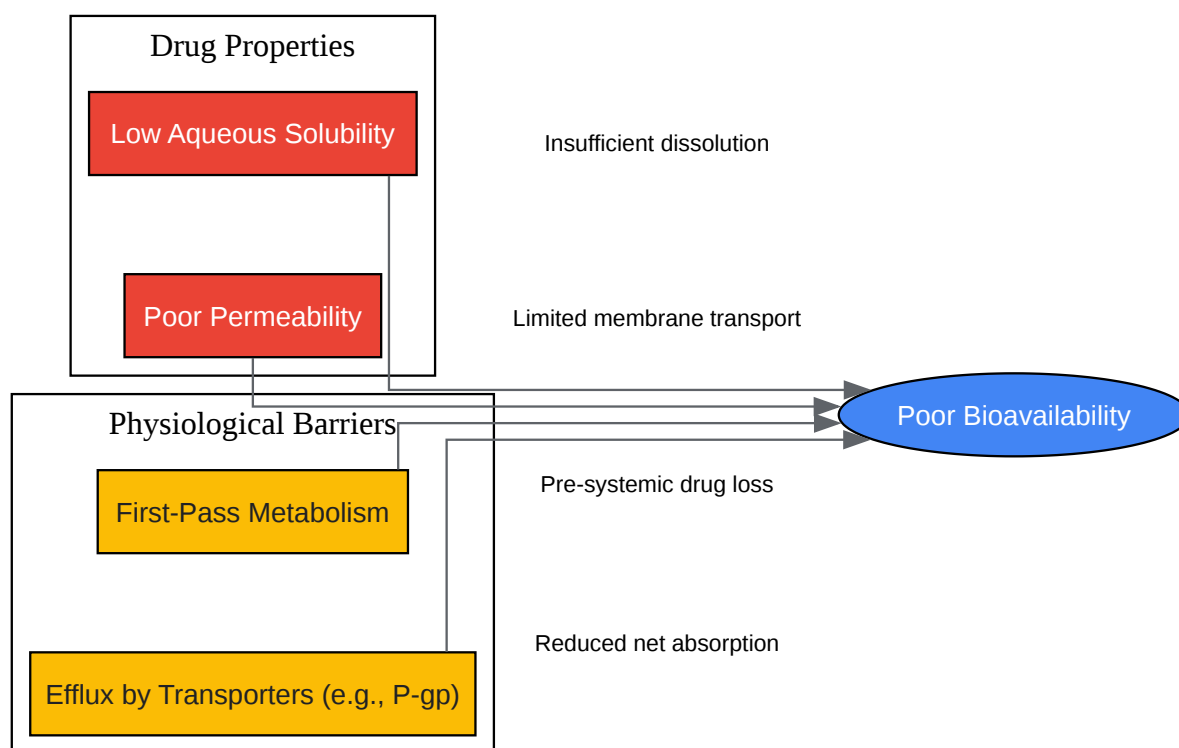 Drug Properties
Low Aqueous Solubility
Insufficient dissolution
Poor Permeability
Limited membrane transport
Physiological Barriers
Poor Bioavailability
First-Pass Metabolism
Pre-systemic drug loss
Efflux by Transporters (e.g., P-gp)
Reduced net absorption